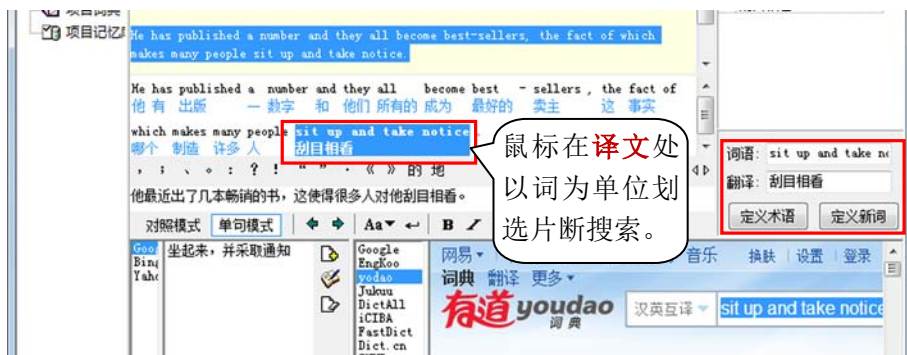 项目词典
项目记忆
He has published a number and they all become best-sellers, the fact of which
makes many people sit up and take notice.
He has published a number and they all become best - sellers , the fact of
他 有 出版 一 数字 和 他们 所有的 成为 最好的 卖主 这 事实
which makes many people sit up and take notice
哪个 制造 许多 人 刮目相看
, ; 、 。 : ? ! " " · 《 》 的 地
他最近出了几本畅销的书，这使得很多人对他刮目相看。
对照模式 单句模式 Aa B I
鼠标在译文处
以词为单位划
选片断搜索。
词语: sit up and take no
翻译: 刮目相看
定义术语 定义新词
Goo
Bing
Yaho
坐起来，并采取通知
Google
EngKoo
yodao
Jukuu
DictAll
iCIBA
FastDict
Dict.cn
网易 音乐 换肤 设置 登录
词典 翻译 更多
有道 youdao 词典
汉英互译 sit up and take notice